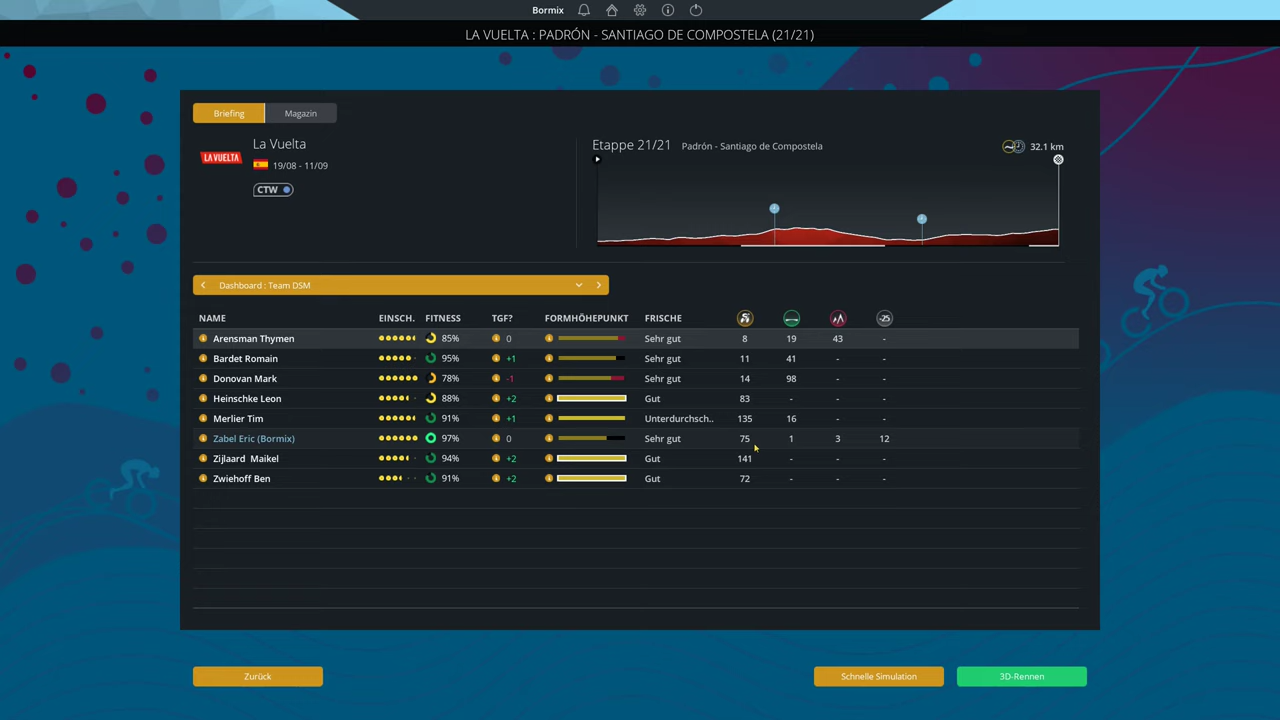 Bormix
LA VUELTA : PADRÓN - SANTIAGO DE COMPOSTELA (21/21)
Briefing Magazin
LA VUELTA
La Vuelta
19/08 - 11/09
CTW
Etappe 21/21 Padrón - Santiago de Compostela 32.1 km
Dashboard : Team DSM
NAME EINSCH. FITNESS TGF? FORMHÖHEPUNKT FRISCHE -25
Arensman Thymen 85% 0 Sehr gut 8 19 43 -
Bardet Romain 95% +1 Sehr gut 11 41 - -
Donovan Mark 78% -1 Sehr gut 14 98 - -
Heinschke Leon 88% +2 Gut 83 - - -
Merlier Tim 91% +1 Unterdurchsch.. 135 16 - -
Zabel Eric (Bormix) 97% 0 Sehr gut 75 1 3 12
Zijlaard Maikel 94% +2 Gut 141 - - -
Zwiehoff Ben 91% +2 Gut 72 - - -
Zurück Schnelle Simulation 3D-Rennen